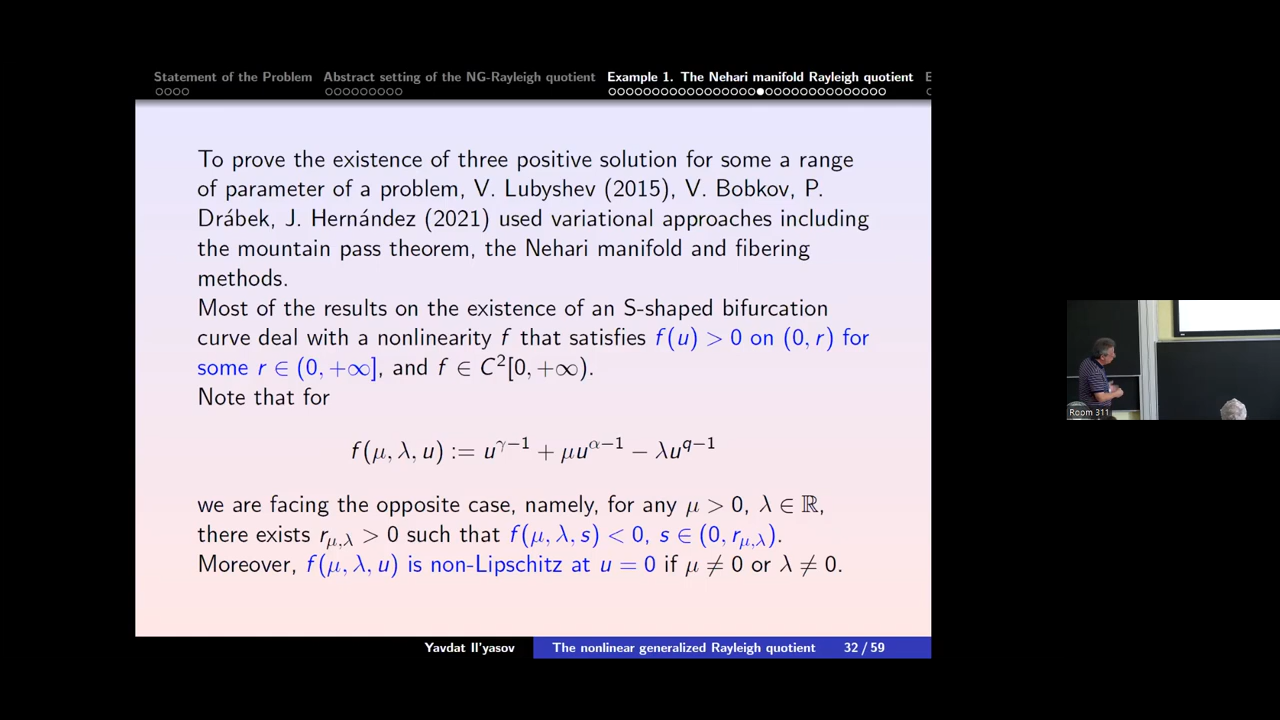 Statement of the Problem Abstract setting of the NG-Rayleigh quotient Example 1. The Nehari manifold Rayleigh quotient E
To prove the existence of three positive solution for some a range
of parameter of a problem, V. Lubyshev (2015), V. Bobkov, P.
Drábek, J. Hernández (2021) used variational approaches including
the mountain pass theorem, the Nehari manifold and fibering
methods.
Most of the results on the existence of an S-shaped bifurcation
curve deal with a nonlinearity f that satisfies f(u) > 0 on (0, r) for
some r ∈ (0, +∞], and f ∈ C²[0, +∞).
Note that for
f(μ, λ, u) := u^{γ−1} + μu^{α−1} − λu^{q−1}
we are facing the opposite case, namely, for any μ > 0, λ ∈ ℝ,
there exists r_{μ,λ} > 0 such that f(μ, λ, s) < 0, s ∈ (0, r_{μ,λ}).
Moreover, f(μ, λ, u) is non-Lipschitz at u = 0 if μ ≠ 0 or λ ≠ 0.
Yavdat Il'yasov The nonlinear generalized Rayleigh quotient 32 / 59
Room 311